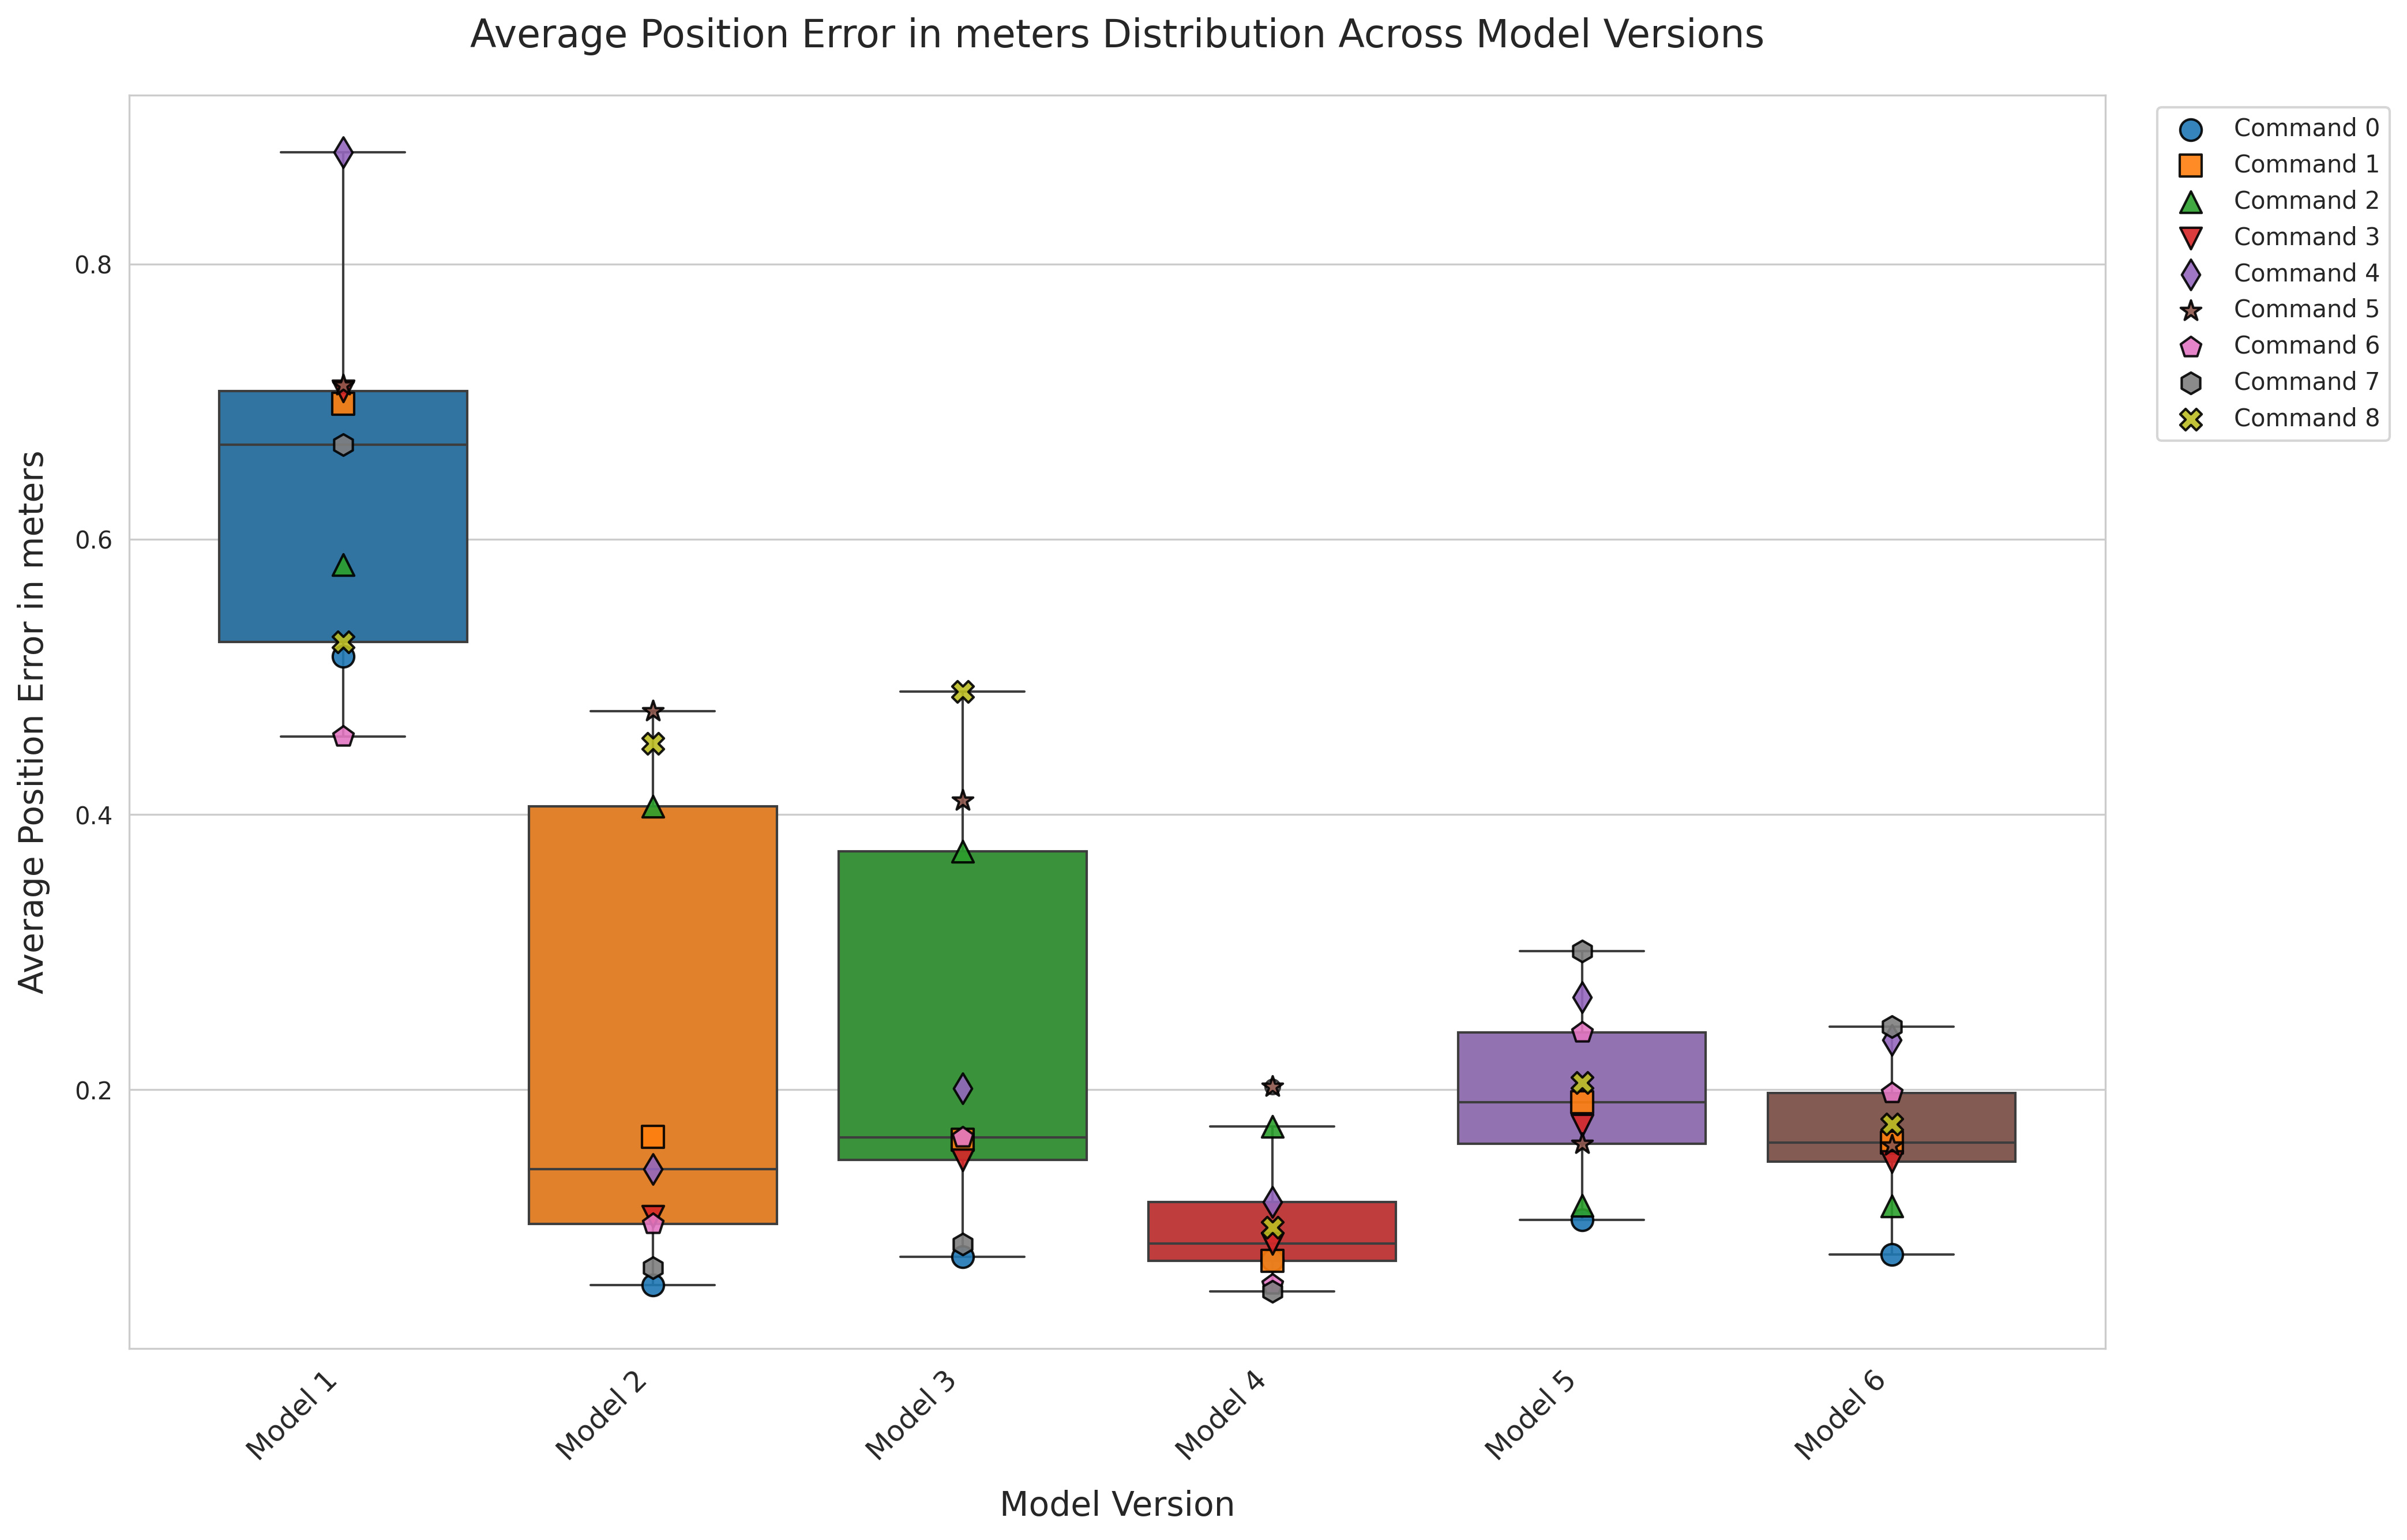 Average Position Error in meters Distribution Across Model Versions
Average Position Error in meters
0.8
0.6
0.4
0.2
Model 1
Model 2
Model 3
Model 4
Model 5
Model 6
Model Version
Command 0
Command 1
Command 2
Command 3
Command 4
Command 5
Command 6
Command 7
Command 8